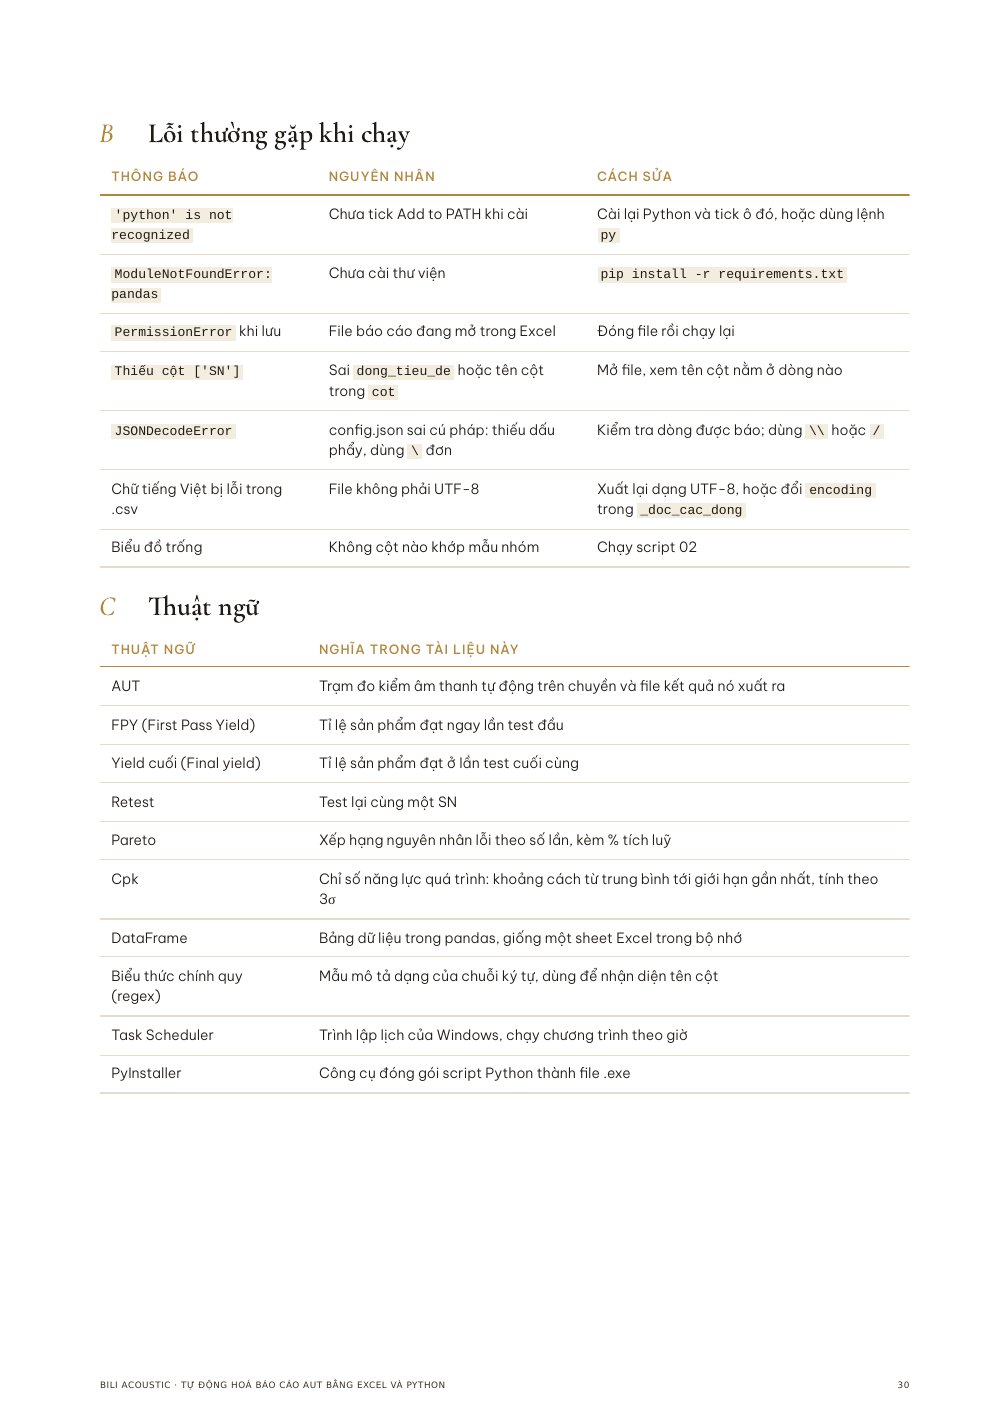 B Lỗi thường gặp khi chạy
THÔNG BÁO NGUYÊN NHÂN CÁCH SỬA
'python' is not Chưa tick Add to PATH khi cài Cài lại Python và tick ô đó, hoặc dùng lệnh
recognized py
ModuleNotFoundError: Chưa cài thư viện pip install -r requirements.txt
pandas
PermissionError khi lưu File báo cáo đang mở trong Excel Đóng file rồi chạy lại
Thiếu cột ['SN'] Sai dong_tieu_de hoặc tên cột Mở file, xem tên cột nằm ở dòng nào
trong cot
JSONDecodeError config.json sai cú pháp: thiếu dấu Kiểm tra dòng được báo; dùng \\ hoặc /
phẩy, dùng \ đơn
Chữ tiếng Việt bị lỗi trong File không phải UTF-8 Xuất lại dạng UTF-8, hoặc đổi encoding
.csv trong _doc_cac_dong
Biểu đồ trống Không cột nào khớp mẫu nhóm Chạy script 02
C Thuật ngữ
THUẬT NGỮ NGHĨA TRONG TÀI LIỆU NÀY
AUT Trạm đo kiểm âm thanh tự động trên chuyền và file kết quả nó xuất ra
FPY (First Pass Yield) Tỉ lệ sản phẩm đạt ngay lần test đầu
Yield cuối (Final yield) Tỉ lệ sản phẩm đạt ở lần test cuối cùng
Retest Test lại cùng một SN
Pareto Xếp hạng nguyên nhân lỗi theo số lần, kèm % tích luỹ
Cpk Chỉ số năng lực quá trình: khoảng cách từ trung bình tới giới hạn gần nhất, tính theo
3σ
DataFrame Bảng dữ liệu trong pandas, giống một sheet Excel trong bộ nhớ
Biểu thức chính quy Mẫu mô tả dạng của chuỗi ký tự, dùng để nhận diện tên cột
(regex)
Task Scheduler Trình lập lịch của Windows, chạy chương trình theo giờ
PyInstaller Công cụ đóng gói script Python thành file .exe
BILI ACOUSTIC · TỰ ĐỘNG HOÁ BÁO CÁO AUT BẰNG EXCEL VÀ PYTHON 30